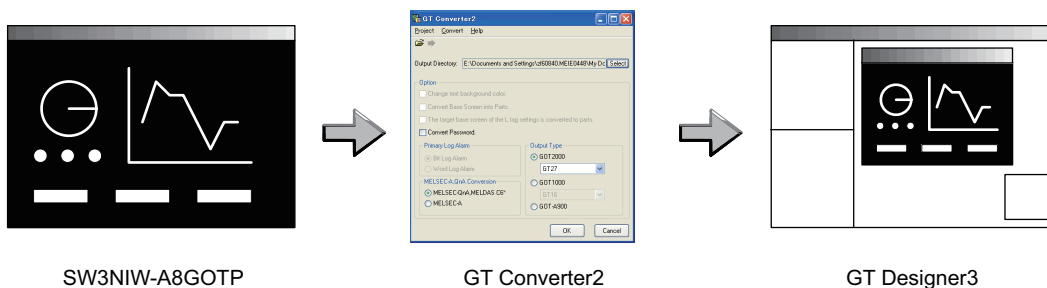 GT Converter2
Project Convert Help
Output Directory: E:\Documents and Settings\zf60840.MEIE0448\My Dc Select
Option
Change text background color.
Convert Base Screen into Parts.
The target base screen of the L tag settings is converted to parts.
Convert Password.
Primary Log Alarm
Bit Log Alarm
Word Log Alarm
MELSEC-A,QnA Conversion
MELSEC-QnA,MELDAS C6*
MELSEC-A
Output Type
GOT2000
GT27
GOT1000
GT16
GOT-A900
OK Cancel
SW3NIW-A8GOTP
GT Converter2
GT Designer3